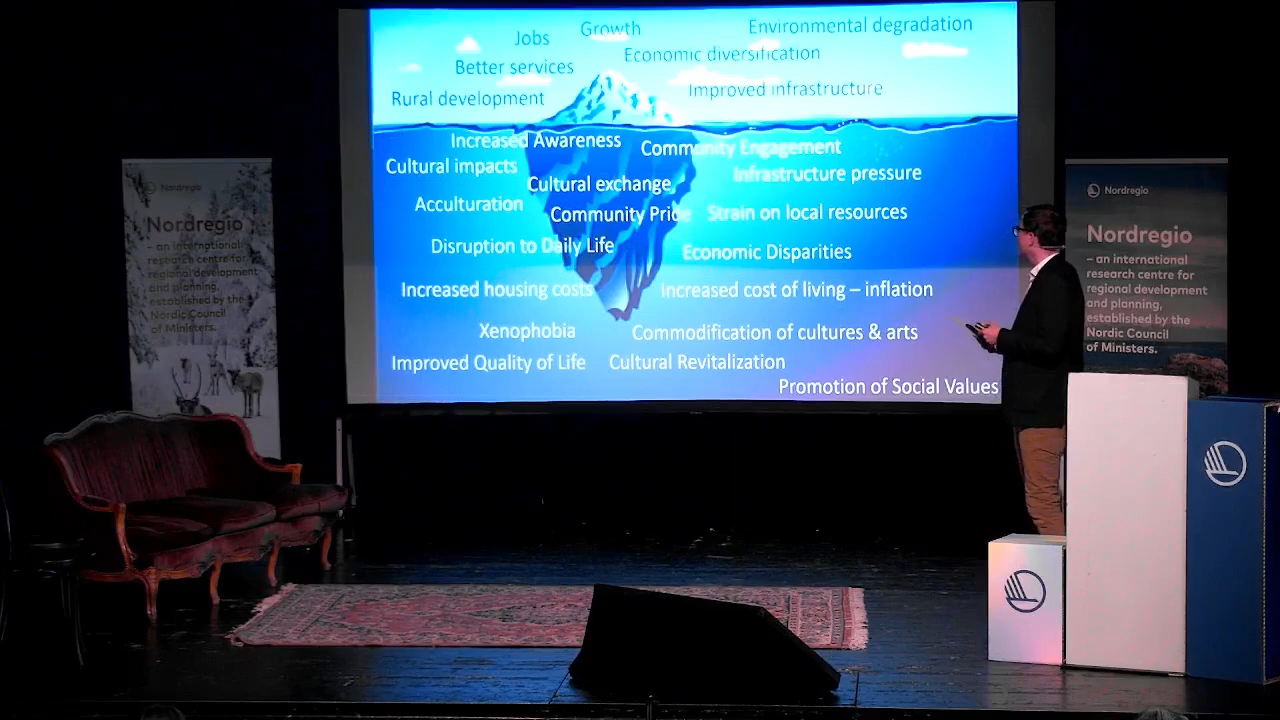 Growth
Environmental degradation
Jobs
Economic diversification
Better services
Improved infrastructure
Rural development
Increased Awareness
Community Engagement
Cultural impacts
Infrastructure pressure
Cultural exchange
Acculturation
Community Pride
Strain on local resources
Disruption to Daily Life
Economic Disparities
Increased housing costs
Increased cost of living – inflation
Xenophobia
Commodification of cultures & arts
Improved Quality of Life
Cultural Revitalization
Promotion of Social Values
Nordregio
Nordregio
– an international
research centre for
regional development
and planning,
established by the
Nordic Council
of Ministers.
Nordregio
Nordregio
– an international
research centre for
regional development
and planning,
established by the
Nordic Council
of Ministers.